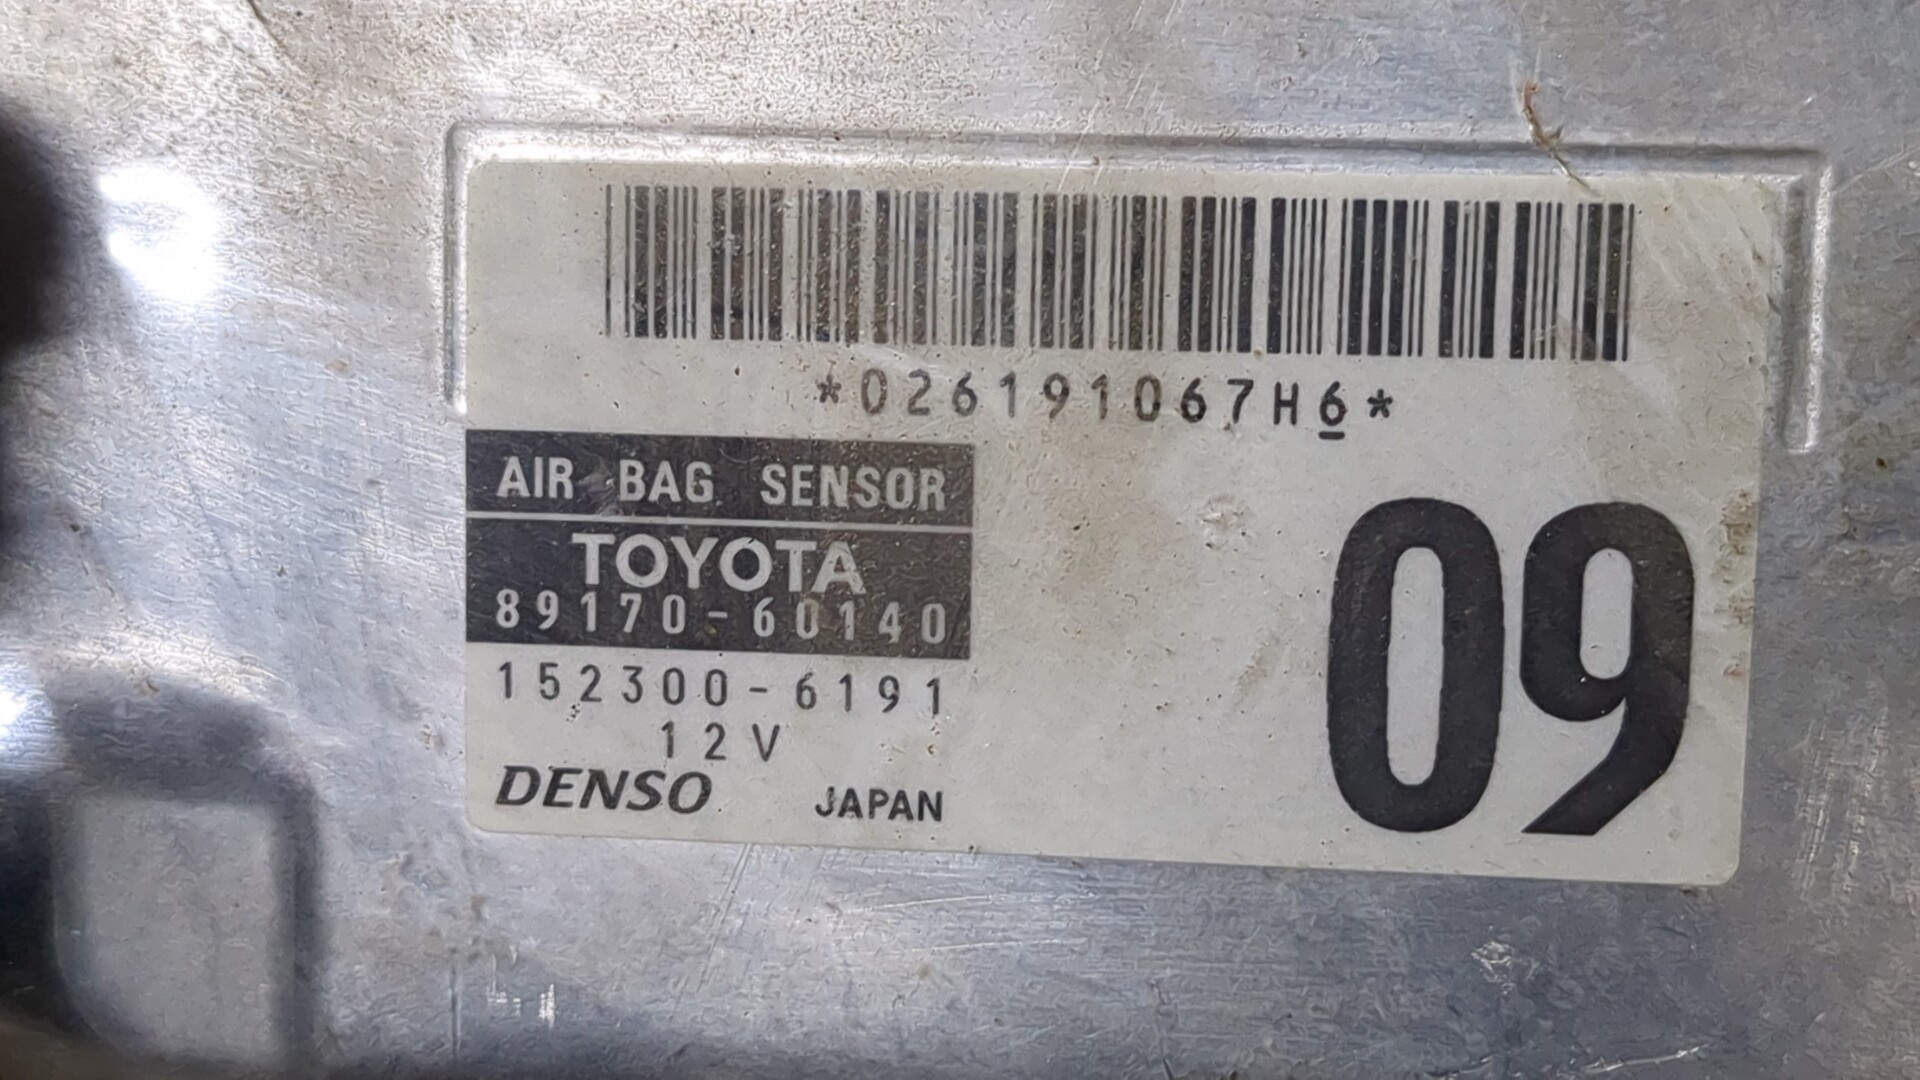 *026191067H6*
AIR BAG SENSOR
TOYOTA
89170-60140
152300-6191
12V
DENSO JAPAN
09